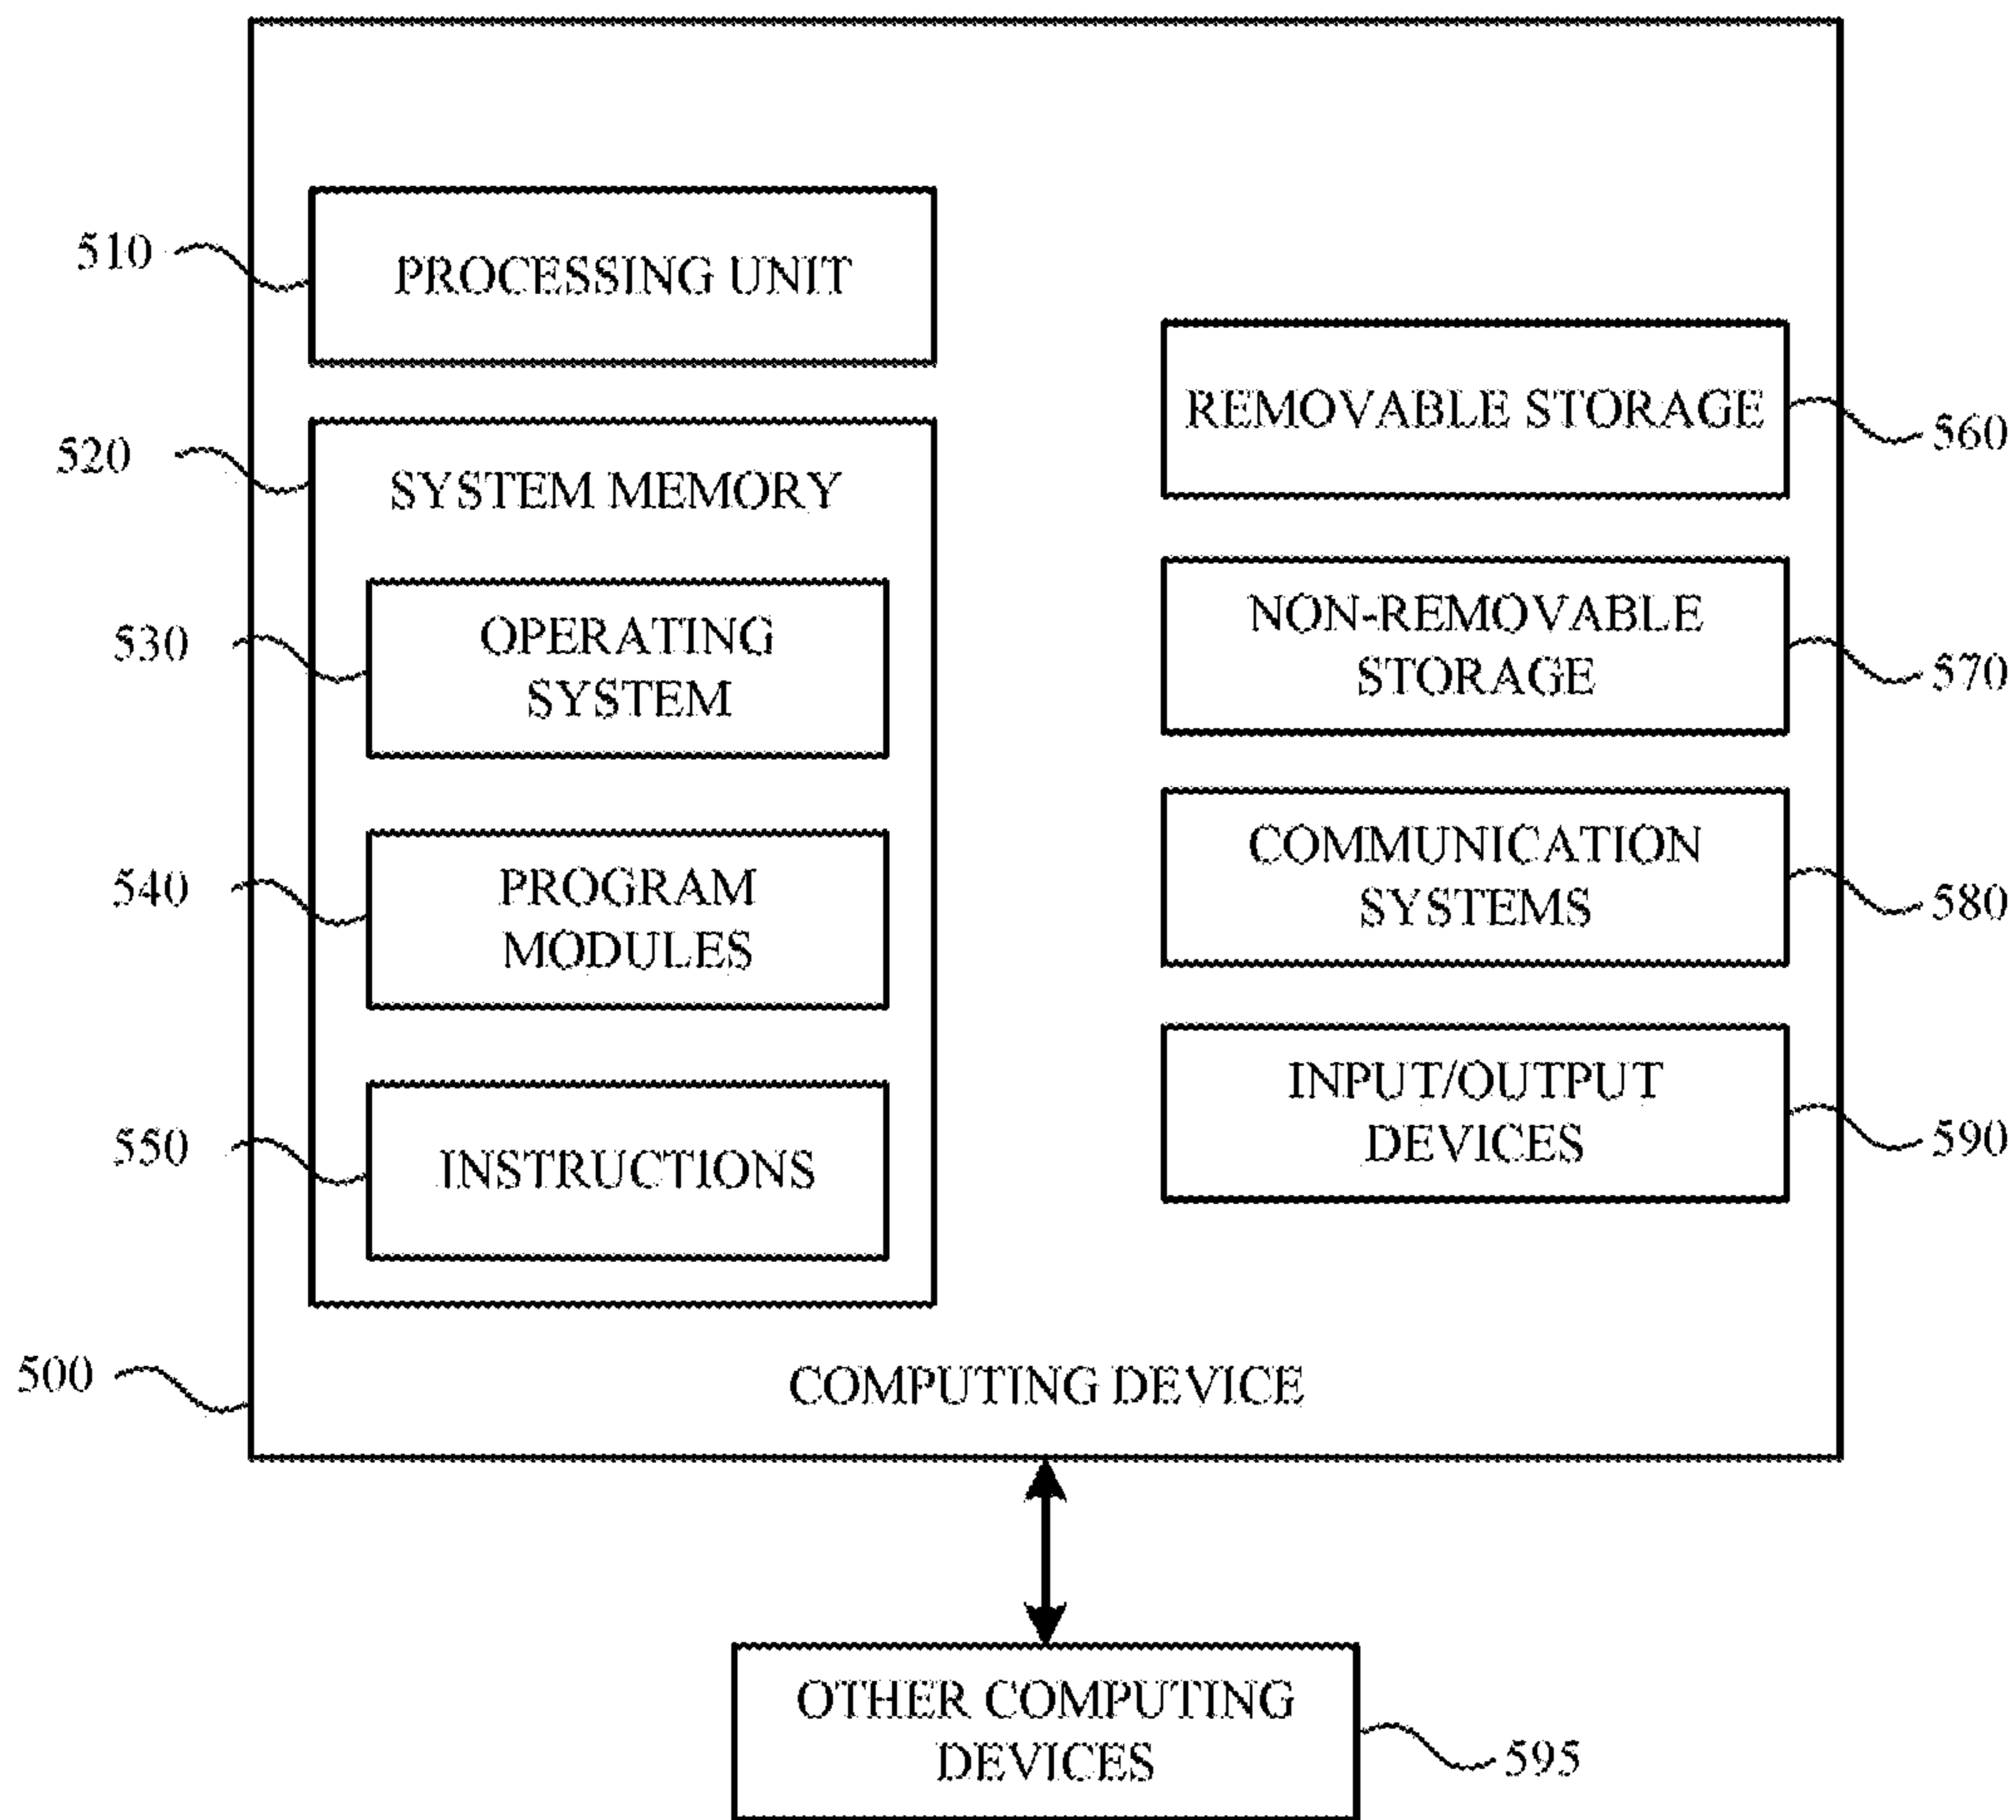 510
PROCESSING UNIT
520
SYSTEM MEMORY
530
OPERATING
SYSTEM
540
PROGRAM
MODULES
550
INSTRUCTIONS
REMOVABLE STORAGE
560
NON-REMOVABLE
STORAGE
570
COMMUNICATION
SYSTEMS
580
INPUT/OUTPUT
DEVICES
590
500
COMPUTING DEVICE
OTHER COMPUTING
DEVICES
595